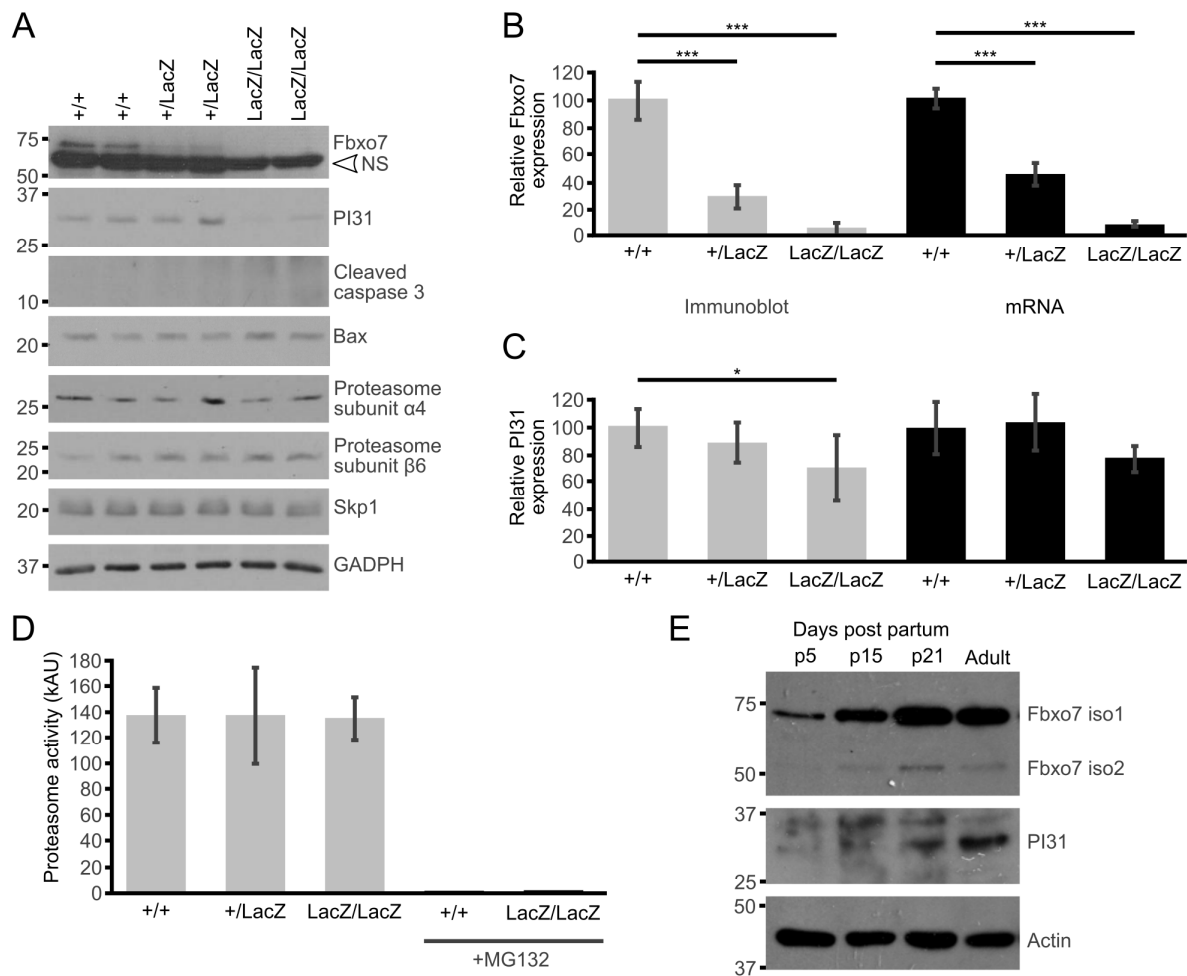 A
+/+
+/+
+/LacZ
+/LacZ
LacZ/LacZ
LacZ/LacZ
75
50
Fbxo7
NS
37
25
PI31
10
Cleaved
caspase 3
20
Bax
25
Proteasome
subunit α4
25
20
Proteasome
subunit β6
20
Skp1
37
GADPH
B
Relative Fbxo7
expression
120
100
80
60
40
20
0
***
***
***
***
+/+
+/LacZ
LacZ/LacZ
+/+
+/LacZ
LacZ/LacZ
Immunoblot
mRNA
C
Relative PI31
expression
120
100
80
60
40
20
0
*
+/+
+/LacZ
LacZ/LacZ
+/+
+/LacZ
LacZ/LacZ
D
Proteasome activity (kAU)
180
160
140
120
100
80
60
40
20
0
+/+
+/LacZ
LacZ/LacZ
+/+
LacZ/LacZ
+MG132
E
Days post partum
p5 p15 p21 Adult
75
50
Fbxo7 iso1
Fbxo7 iso2
37
25
PI31
50
37
Actin